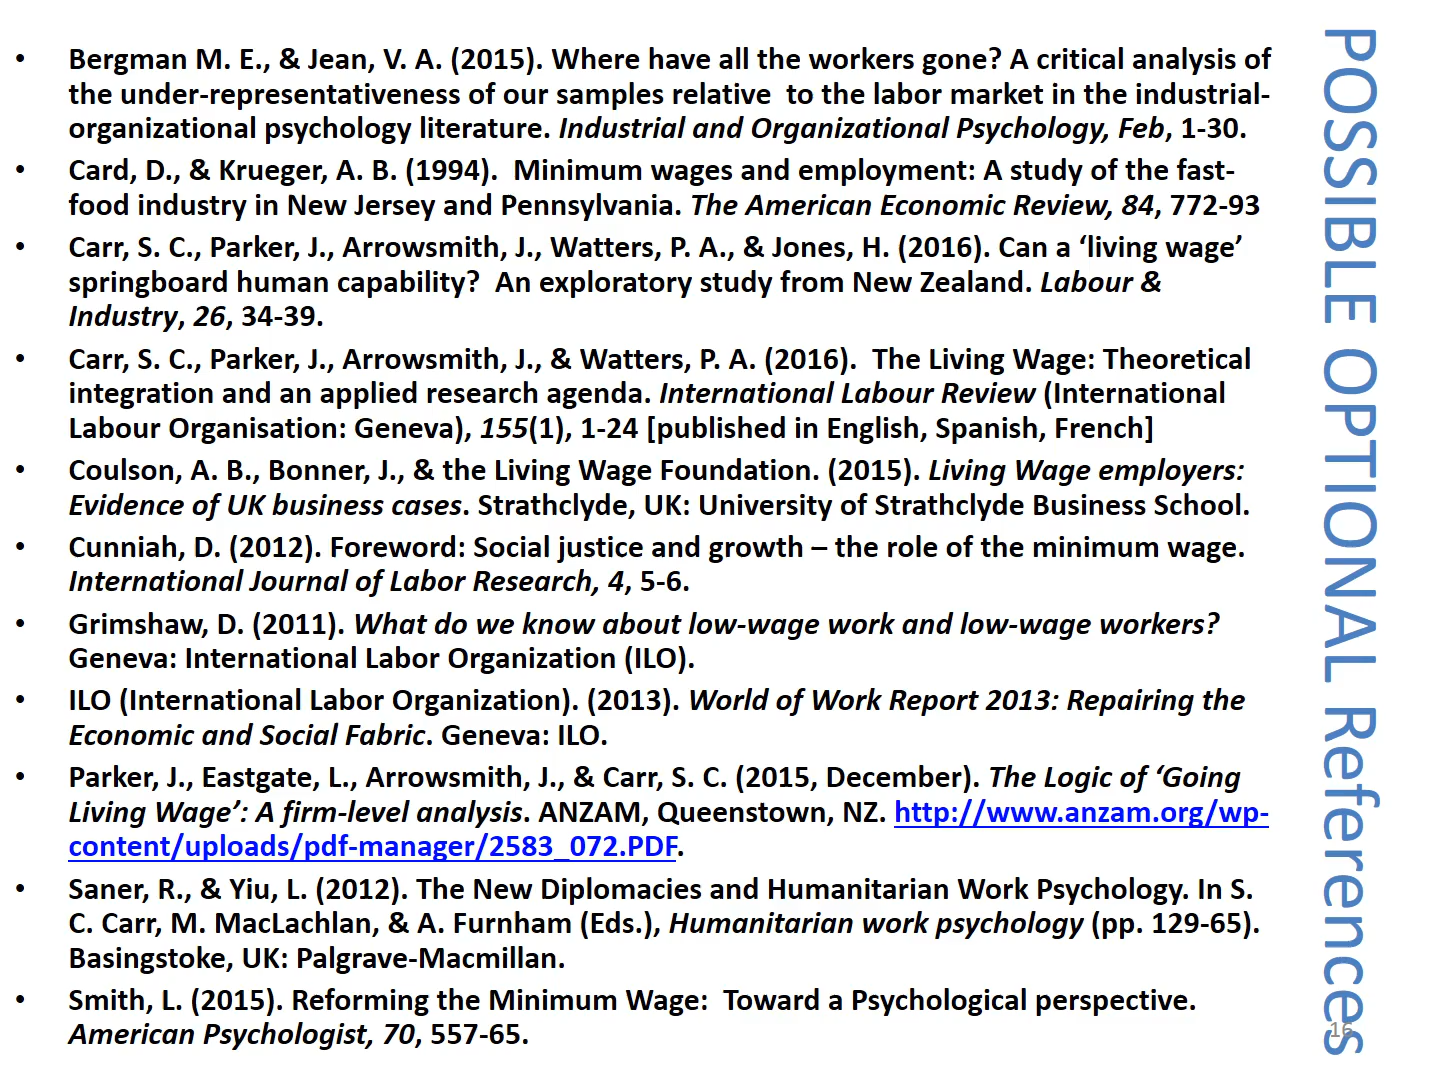 • Bergman M. E., & Jean, V. A. (2015). Where have all the workers gone? A critical analysis of
the under-representativeness of our samples relative  to the labor market in the industrial-
organizational psychology literature. Industrial and Organizational Psychology, Feb, 1-30.
• Card, D., & Krueger, A. B. (1994).  Minimum wages and employment: A study of the fast-
food industry in New Jersey and Pennsylvania. The American Economic Review, 84, 772-93
• Carr, S. C., Parker, J., Arrowsmith, J., Watters, P. A., & Jones, H. (2016). Can a ‘living wage’
springboard human capability?  An exploratory study from New Zealand. Labour &
Industry, 26, 34-39.
• Carr, S. C., Parker, J., Arrowsmith, J., & Watters, P. A. (2016).  The Living Wage: Theoretical
integration and an applied research agenda. International Labour Review (International
Labour Organisation: Geneva), 155(1), 1-24 [published in English, Spanish, French]
• Coulson, A. B., Bonner, J., & the Living Wage Foundation. (2015). Living Wage employers:
Evidence of UK business cases. Strathclyde, UK: University of Strathclyde Business School.
• Cunniah, D. (2012). Foreword: Social justice and growth – the role of the minimum wage.
International Journal of Labor Research, 4, 5-6.
• Grimshaw, D. (2011). What do we know about low-wage work and low-wage workers?
Geneva: International Labor Organization (ILO).
• ILO (International Labor Organization). (2013). World of Work Report 2013: Repairing the
Economic and Social Fabric. Geneva: ILO.
• Parker, J., Eastgate, L., Arrowsmith, J., & Carr, S. C. (2015, December). The Logic of ‘Going
Living Wage’: A firm-level analysis. ANZAM, Queenstown, NZ. http://www.anzam.org/wp-
content/uploads/pdf-manager/2583_072.PDF.
• Saner, R., & Yiu, L. (2012). The New Diplomacies and Humanitarian Work Psychology. In S.
C. Carr, M. MacLachlan, & A. Furnham (Eds.), Humanitarian work psychology (pp. 129-65).
Basingstoke, UK: Palgrave-Macmillan.
• Smith, L. (2015). Reforming the Minimum Wage:  Toward a Psychological perspective.
American Psychologist, 70, 557-65.
POSSIBLE OPTIONAL References
16